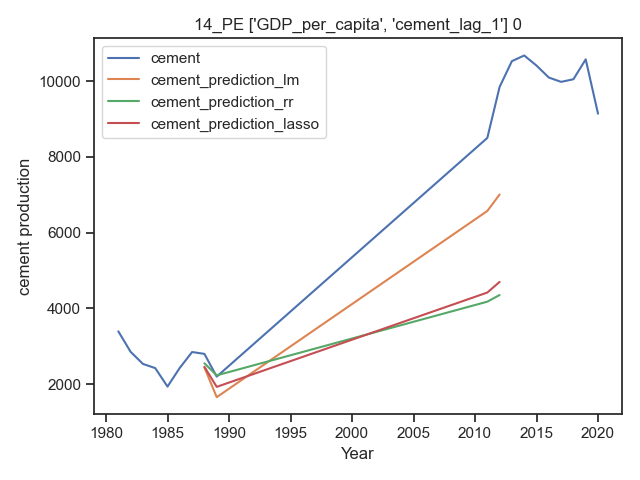 14_PE ['GDP_per_capita', 'cement_lag_1'] 0
cement
cement_prediction_lm
cement_prediction_rr
cement_prediction_lasso
cement production
10000
8000
6000
4000
2000
1980 1985 1990 1995 2000 2005 2010 2015 2020
Year